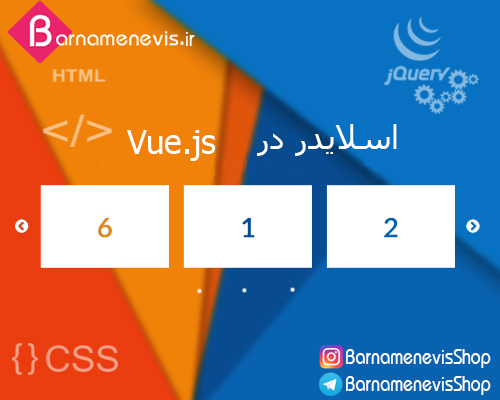 Barnamenevis.ir
jQuery
HTML
</>
اسلایدر در Vue.js
6 1 2
{} CSS
BarnamenevisShop
BarnamenevisShop